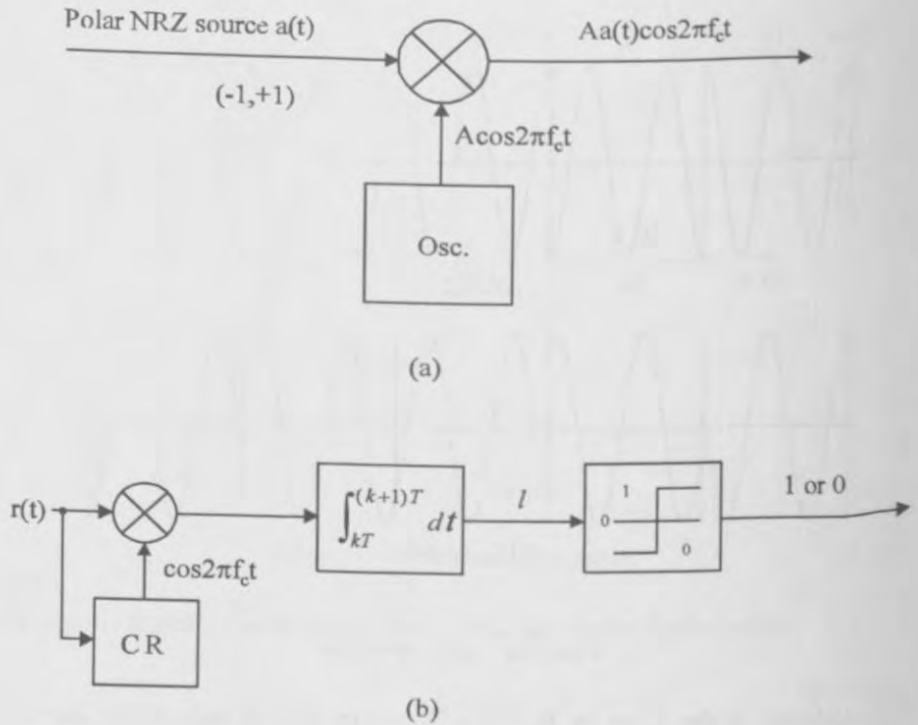 Polar NRZ source a(t)
Aa(t)cos2πf_ct
(-1,+1)
Acos2πf_ct
Osc.
(a)
r(t)
∫_{kT}^{(k+1)T} dt
l
1
0
0
1 or 0
cos2πf_ct
CR
(b)